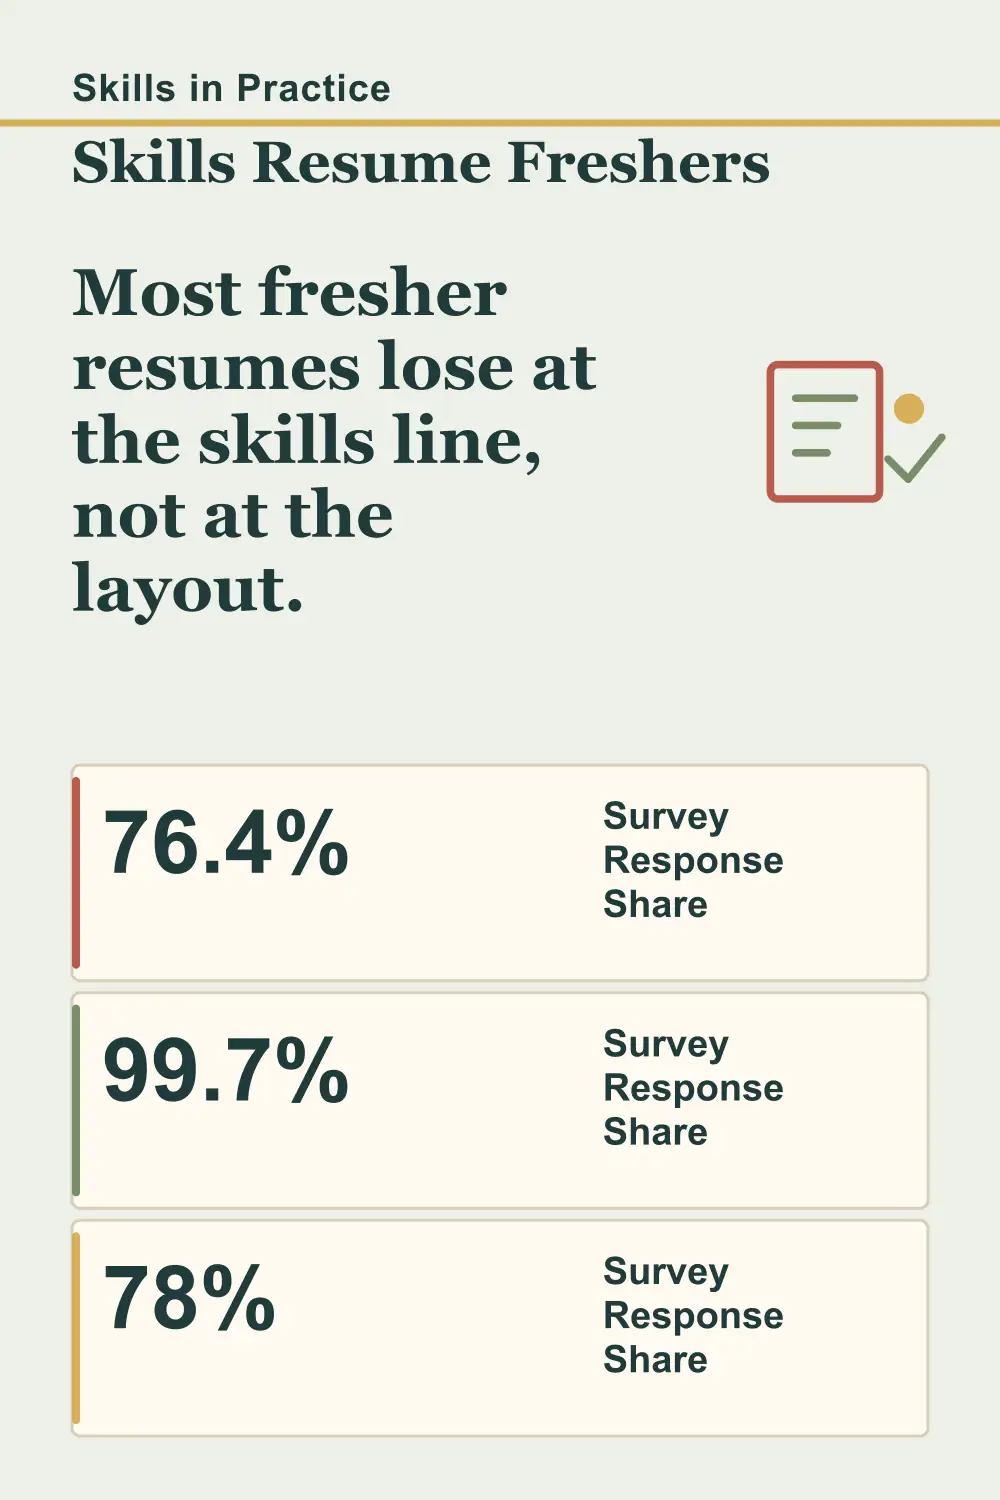 Skills in Practice
Skills Resume Freshers
Most fresher
resumes lose at
the skills line,
not at the
layout.
76.4%
Survey
Response
Share
99.7%
Survey
Response
Share
78%
Survey
Response
Share